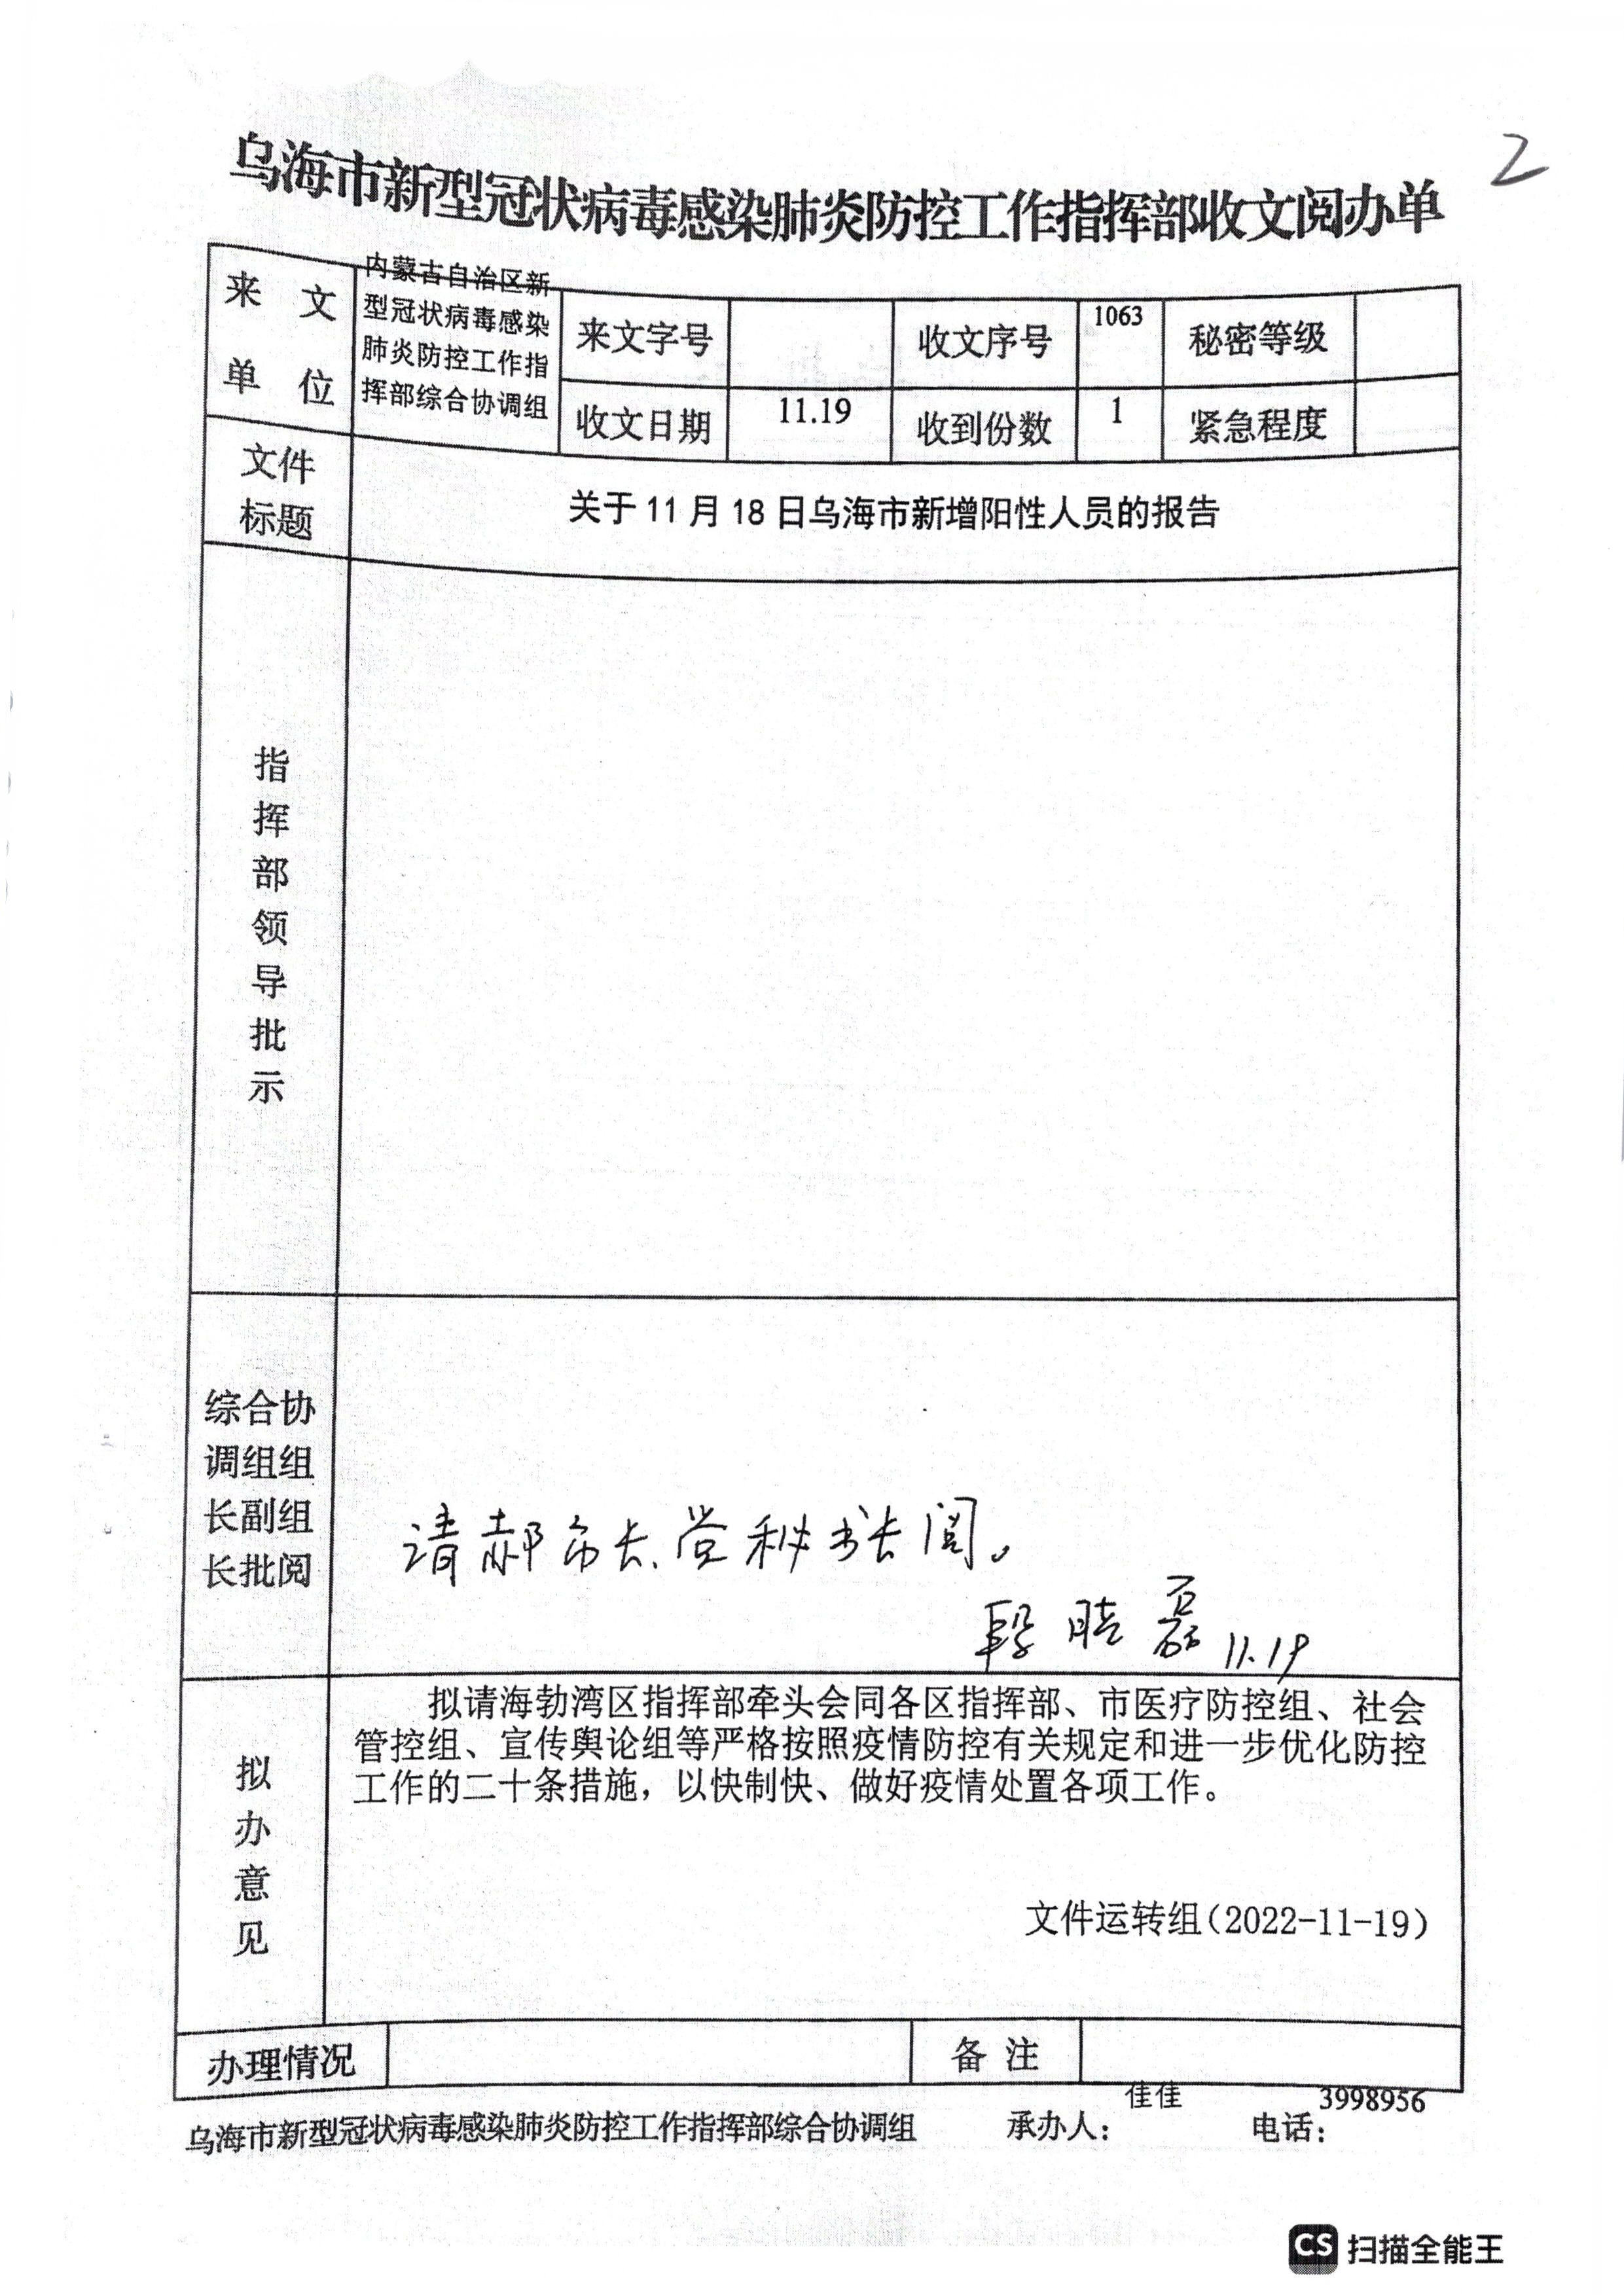 2
乌海市新型冠状病毒感染肺炎防控工作指挥部收文阅办单
来 文
单 位
内蒙古自治区新
型冠状病毒感染
肺炎防控工作指
挥部综合协调组
来文字号
收文序号
1063
秘密等级
收文日期
11.19
收到份数
1
紧急程度
文件
标题
关于 11 月 18 日乌海市新增阳性人员的报告
指
挥
部
领
导
批
示
综合协
调组组
长副组
长批阅
请郝市长、党秘书长阅。
段晓磊 11.19
拟
办
意
见
拟请海勃湾区指挥部牵头会同各区指挥部、市医疗防控组、社会
管控组、宣传舆论组等严格按照疫情防控有关规定和进一步优化防控
工作的二十条措施，以快制快、做好疫情处置各项工作。
文件运转组(2022-11-19)
办理情况
备 注
乌海市新型冠状病毒感染肺炎防控工作指挥部综合协调组 承办人： 佳佳 电话： 3998956
CS 扫描全能王